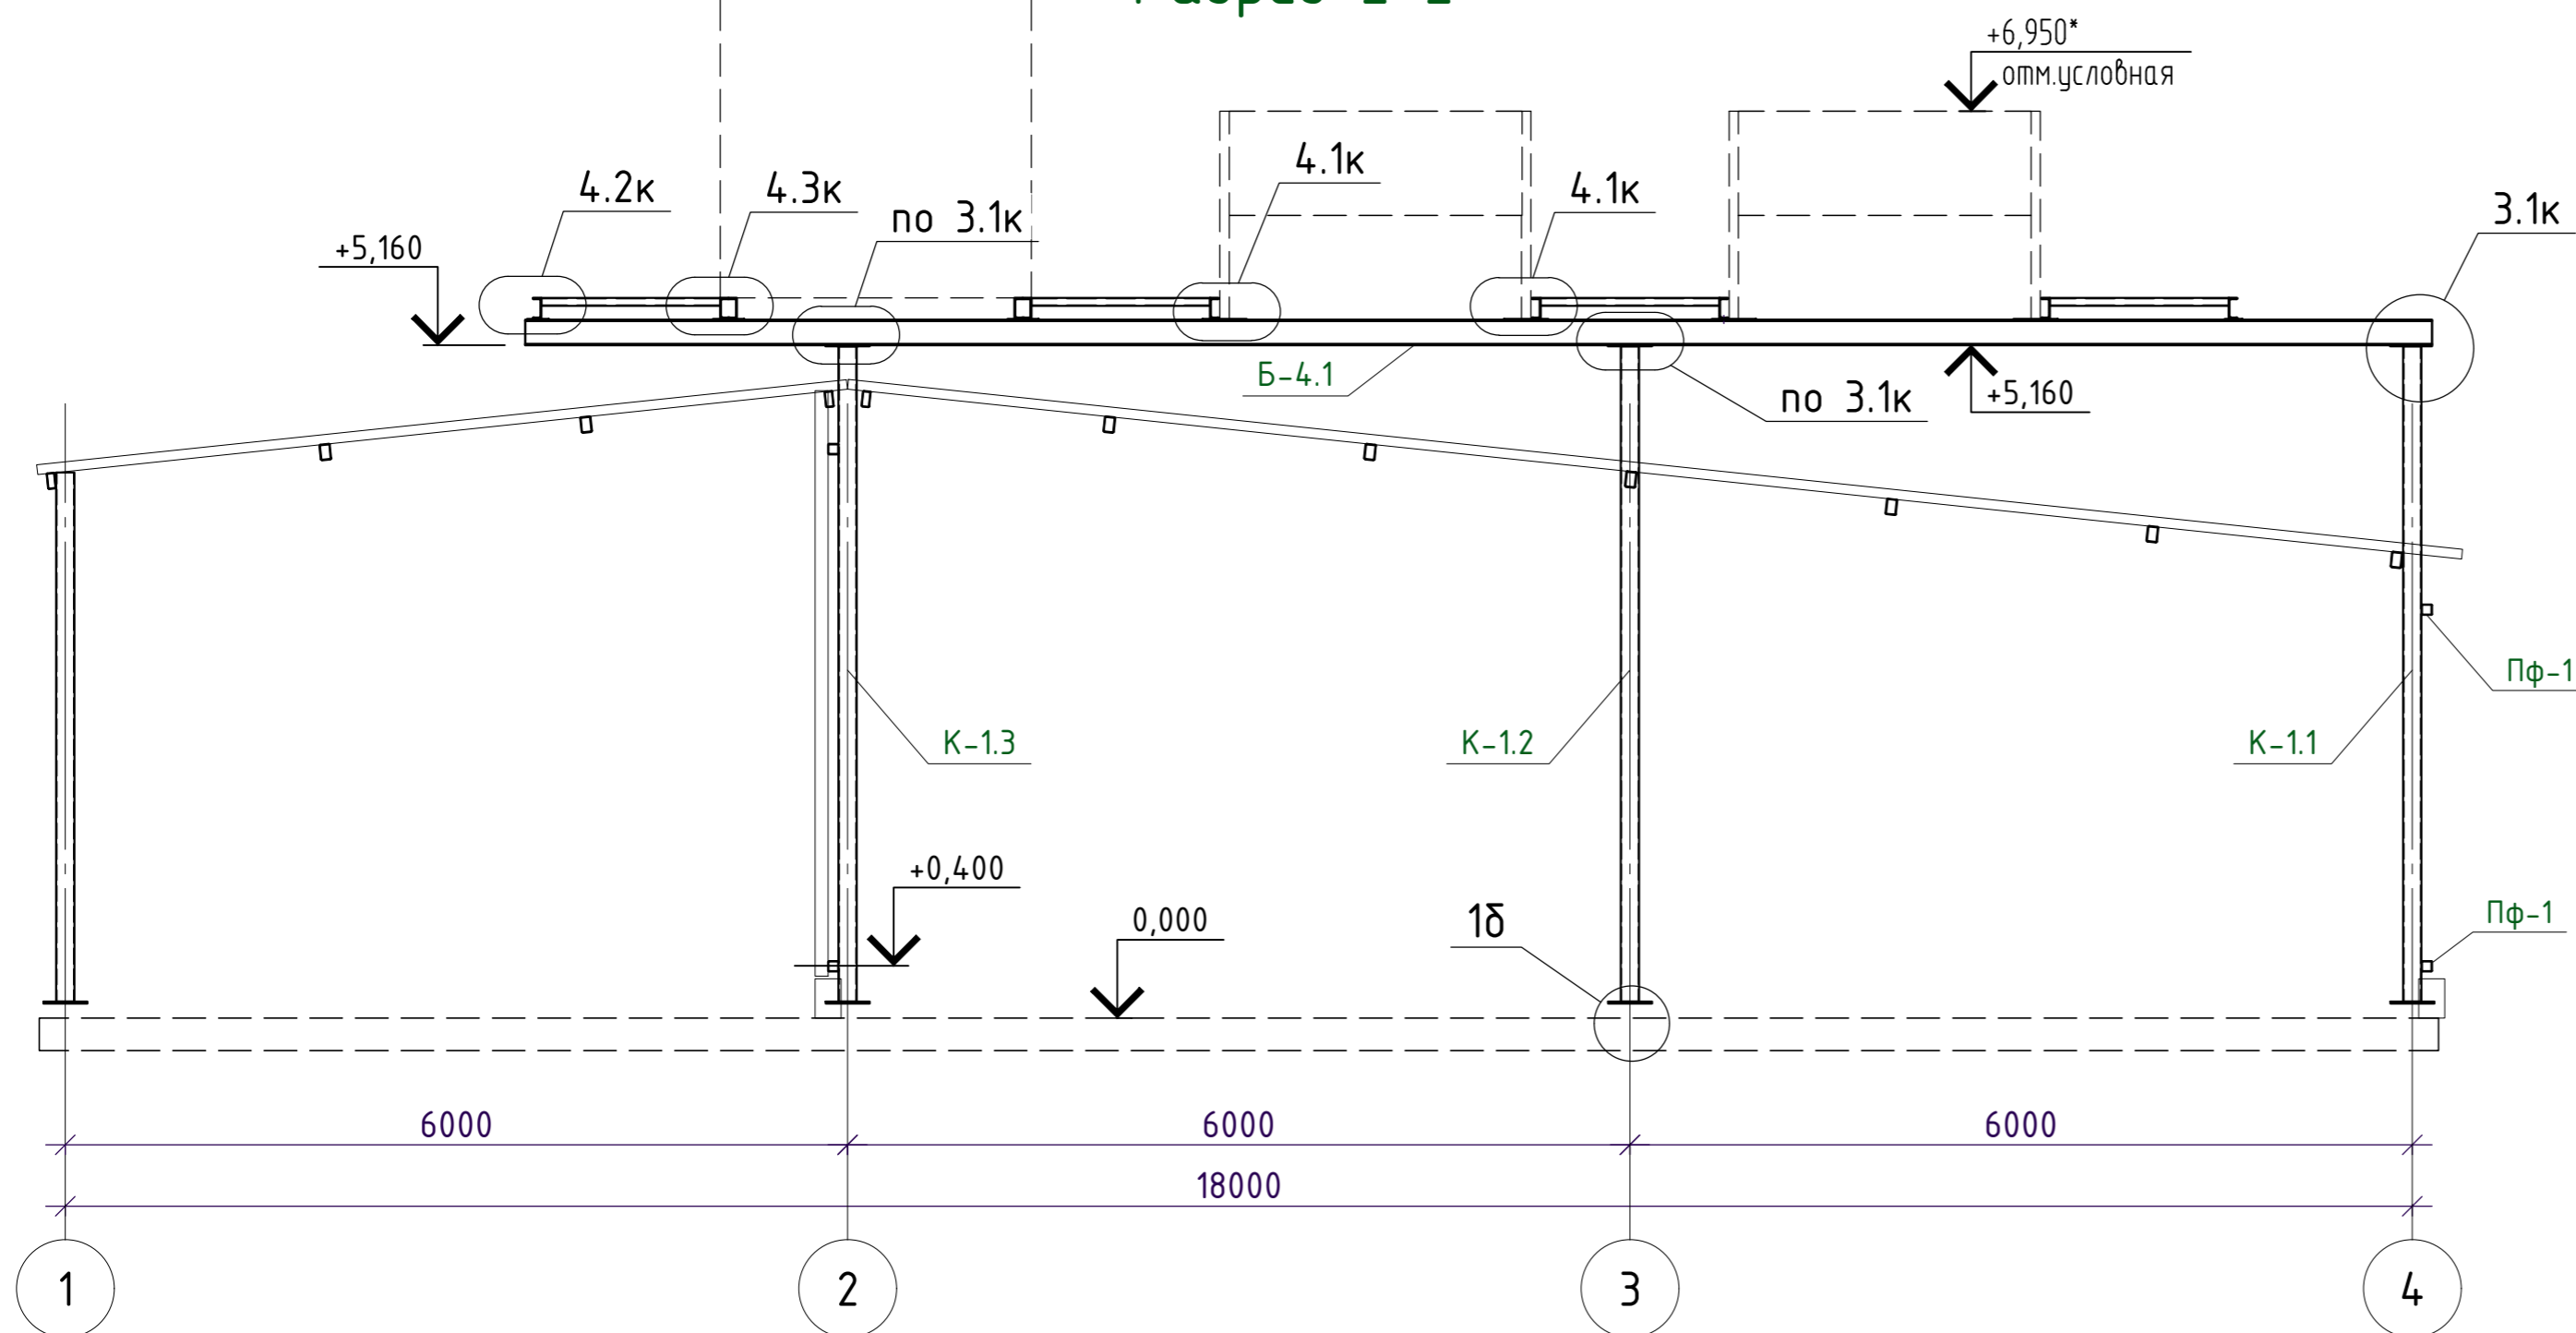 +6,950*
отм.условная
4.2к
4.3к
по 3.1к
4.1к
4.1к
3.1к
+5,160
Б-4.1
по 3.1к
+5,160
Пф-1
К-1.3
К-1.2
К-1.1
+0,400
0,000
1б
Пф-1
6000
6000
6000
18000
1
2
3
4